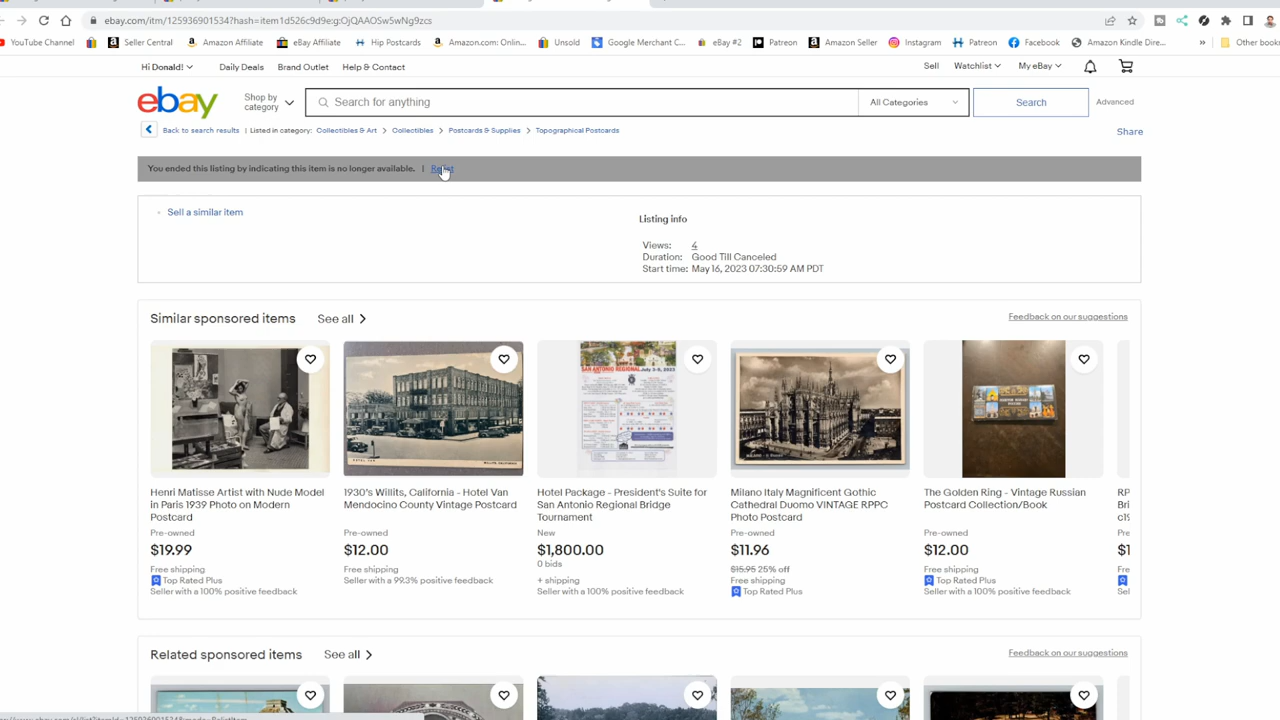 ebay.com/itm/125936901534?hash=item1d526c9d9e:g:OjQAAOSw5wNg9zcs
YouTube Channel
Seller Central
Amazon Affiliate
eBay Affiliate
Hip Postcards
Amazon.com: Onlin...
Unsold
Google Merchant C...
eBay #2
Patreon
Amazon Seller
Instagram
Patreon
Facebook
Amazon Kindle Dire...
»
Other book
Hi Donald!
Daily Deals
Brand Outlet
Help & Contact
Sell
Watchlist
My eBay
ebay
Shop by category
Search for anything
All Categories
Search
Advanced
Back to search results | Listed in category: Collectibles & Art > Collectibles > Postcards & Supplies > Topographical Postcards
Share
You ended this listing by indicating this item is no longer available. | Relist
Sell a similar item
Listing info
Views: 4
Duration: Good Till Canceled
Start time: May 16, 2023 07:30:59 AM PDT
Similar sponsored items
See all
Feedback on our suggestions
Henri Matisse Artist with Nude Model
in Paris 1939 Photo on Modern
Postcard
Pre-owned
$19.99
Free shipping
Top Rated Plus
Seller with a 100% positive feedback
1930's Willits, California - Hotel Van
Mendocino County Vintage Postcard
Pre-owned
$12.00
Free shipping
Seller with a 99.3% positive feedback
Hotel Package - President's Suite for
San Antonio Regional Bridge
Tournament
New
$1,800.00
0 bids
+ shipping
Seller with a 100% positive feedback
Milano Italy Magnificent Gothic
Cathedral Duomo VINTAGE RPPC
Photo Postcard
Pre-owned
$11.96
$15.95 25% off
Free shipping
Top Rated Plus
The Golden Ring - Vintage Russian
Postcard Collection/Book
Pre-owned
$12.00
Free shipping
Top Rated Plus
Seller with a 100% positive feedback
Related sponsored items
See all
Feedback on our suggestions